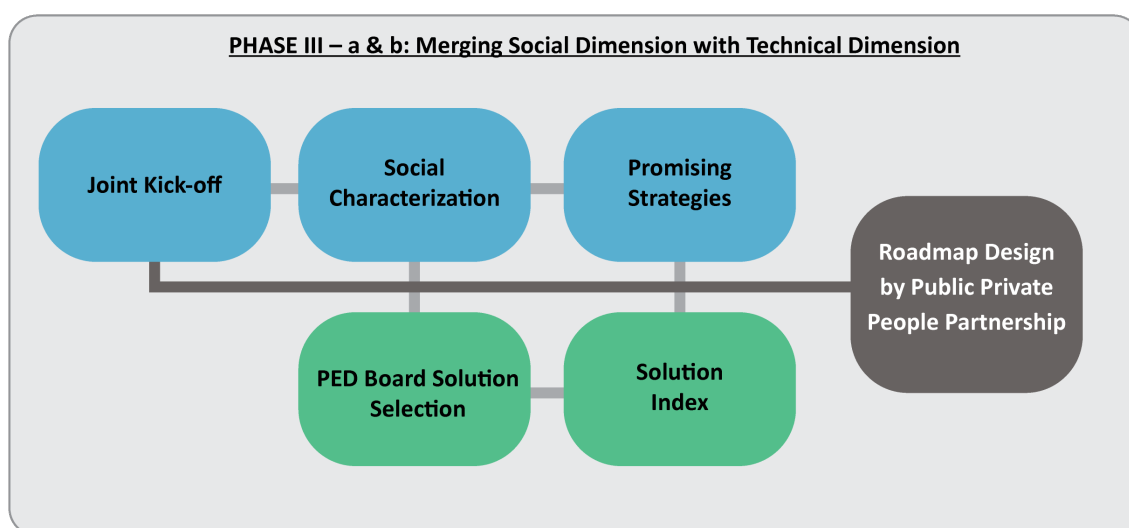 PHASE III – a & b: Merging Social Dimension with Technical Dimension
Joint Kick-off
Social
Characterization
Promising
Strategies
Roadmap Design
by Public Private
People Partnership
PED Board Solution
Selection
Solution
Index